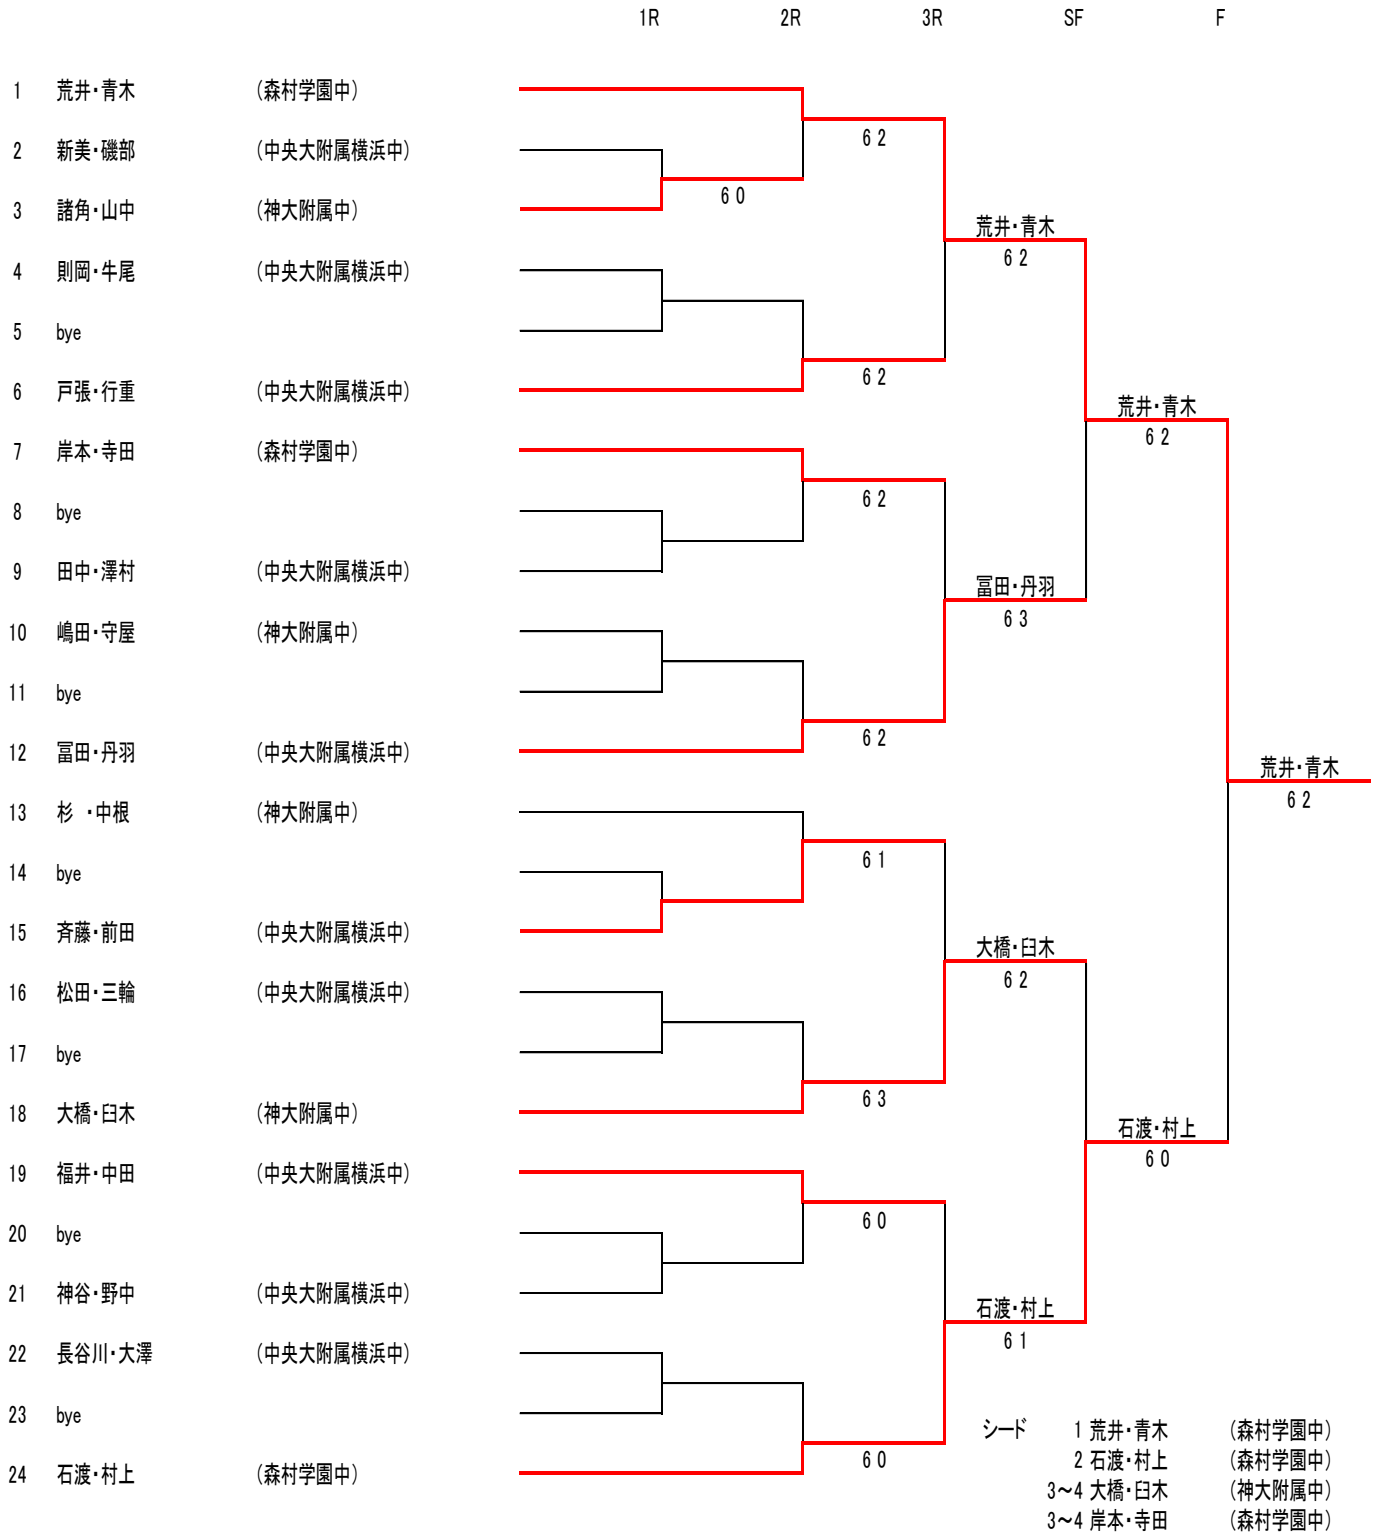 1R 2R 3R SF F
1 荒井・青木 (森村学園中)
6 2
2 新美・磯部 (中央大附属横浜中)
6 0
3 諸角・山中 (神大附属中)
荒井・青木
6 2
4 則岡・牛尾 (中央大附属横浜中)
5 bye
6 2
6 戸張・行重 (中央大附属横浜中)
荒井・青木
6 2
7 岸本・寺田 (森村学園中)
6 2
8 bye
9 田中・澤村 (中央大附属横浜中)
冨田・丹羽
6 3
10 嶋田・守屋 (神大附属中)
11 bye
6 2
12 冨田・丹羽 (中央大附属横浜中)
荒井・青木
6 2
13 杉 ・中根 (神大附属中)
6 1
14 bye
15 斉藤・前田 (中央大附属横浜中)
大橋・臼木
6 2
16 松田・三輪 (中央大附属横浜中)
17 bye
6 3
18 大橋・臼木 (神大附属中)
石渡・村上
6 0
19 福井・中田 (中央大附属横浜中)
6 0
20 bye
21 神谷・野中 (中央大附属横浜中)
石渡・村上
6 1
22 長谷川・大澤 (中央大附属横浜中)
23 bye
6 0
24 石渡・村上 (森村学園中)
シード 1 荒井・青木 (森村学園中)
2 石渡・村上 (森村学園中)
3~4 大橋・臼木 (神大附属中)
3~4 岸本・寺田 (森村学園中)